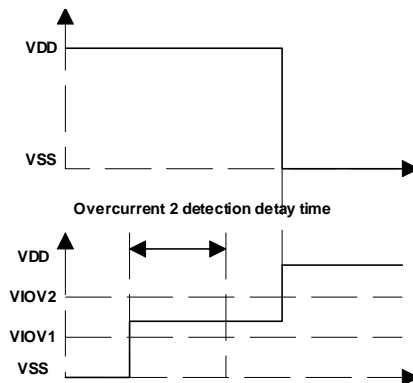 VDD
VSS
Overcurrent 2 detection detay time
VDD
VIOV2
VIOV1
VSS